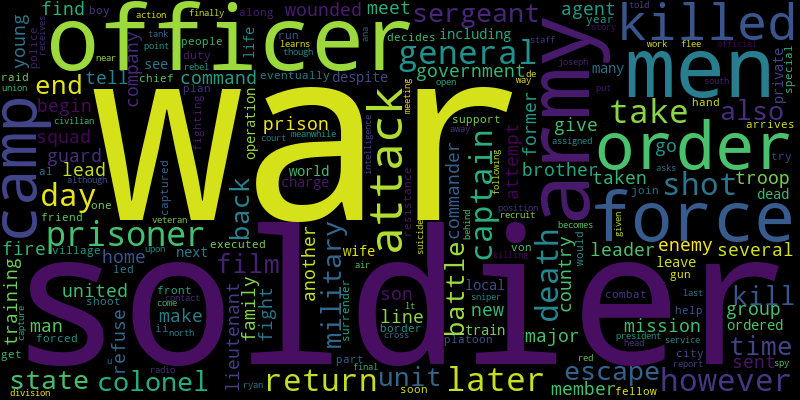 find
boy
action
finally
along
wounded
meet
sergeant
agent
year
told
killed
officer
young
police
receives
near
tank
point
ana
people
duty
rebel
chief
see
run
learns
though
decides
including
general
staff
story
work
flee
official
raid
union
company
tell
life
command
despite
government
many
joseph
put
south
private
special
men
end
eventually
plan
operation
begin
civilian
prison
war
attack
intelligence
meeting
open
support
away
former
de
way
army
hand
also
arrives
take
camp
squad
guard
fighting
court
meanwhile
world
charge
resistance
commander
captain
following
attempt
assigned
give
brother
go
order
try
al
although
lead
captured
day
one
friend
veteran
prisoner
back
position
recruit
taken
shot
troop
dead
join
asks
force
fire
village
home
next
executed
upon
another
wife
air
suicide
behind
von
becomes
would
given
leader
enemy
several
leave
gun
training
led
film
soldier
military
son
local
sniper
killing
death
country
combat
last
kill
united
front
contact
come
shoot
family
fight
surrender
lt
line
border
cross
battle
new
train
platoon
major
mission
help
group
ordered
man
forced
refuse
make
ii
north
lieutenant
part
final
president
service
head
city
report
time
get
capture
us
radio
ryan
red
sent
spy
state
colonel
return
unit
soon
later
escape
member
fellow
however
division